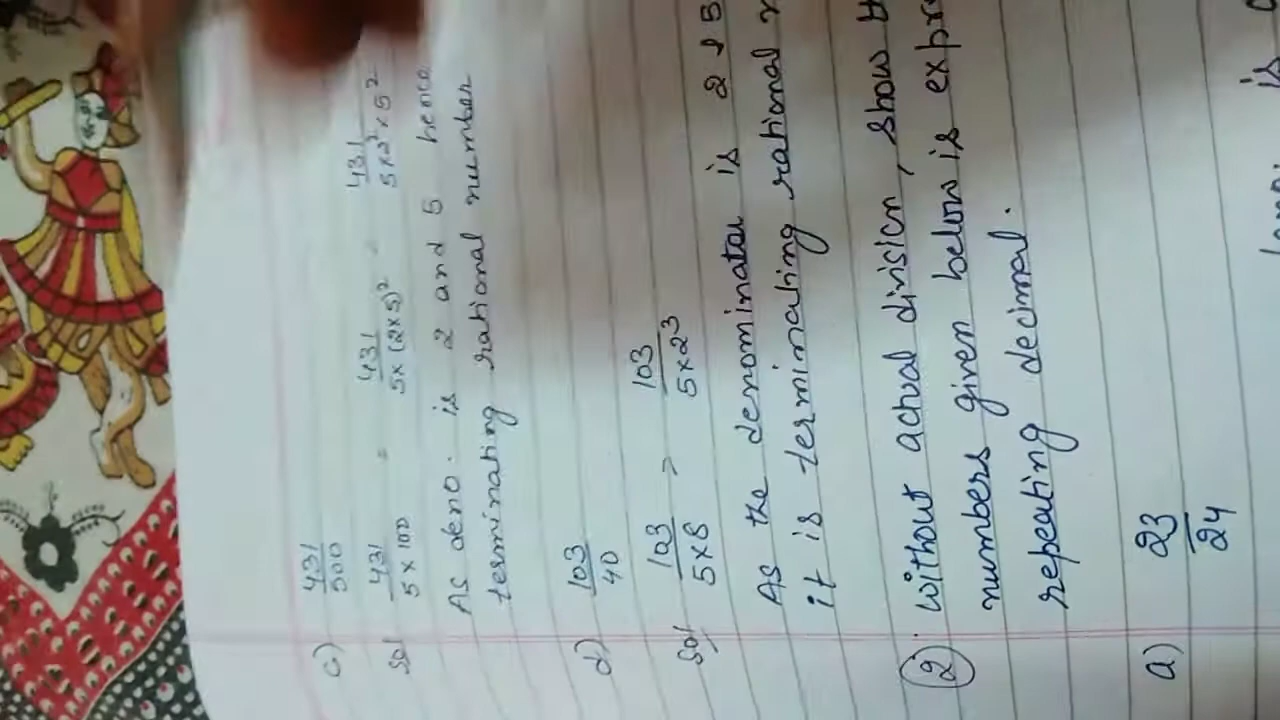 c) 431/500
Sol 431/5×100 = 431/5×(2×5)² = 431/5×2²×5²
As deno. is 2 and 5 hence
terminating rational number
d) 103/40
Sol 103/5×8 = 103/5×2³
As the denominator is 2 & 5
it is terminating rational
(2) without actual division, show
numbers given below is
repeating decimal.
a) 23/24
is